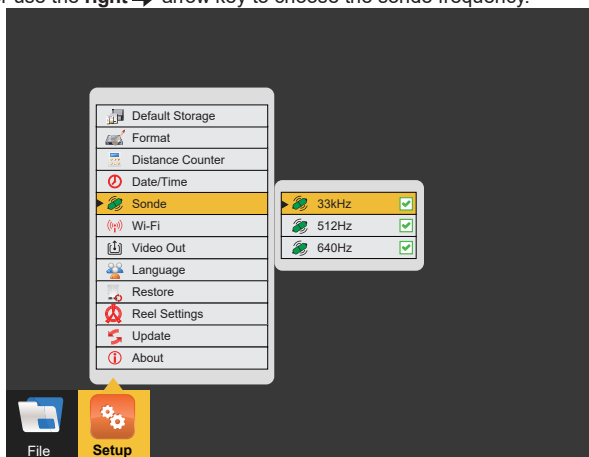 use the right arrow key to choose the sonde frequency.
Default Storage
Format
Distance Counter
Date/Time
Sonde
Wi-Fi
Video Out
Language
Restore
Reel Settings
Update
About
33kHz
512Hz
640Hz
File
Setup